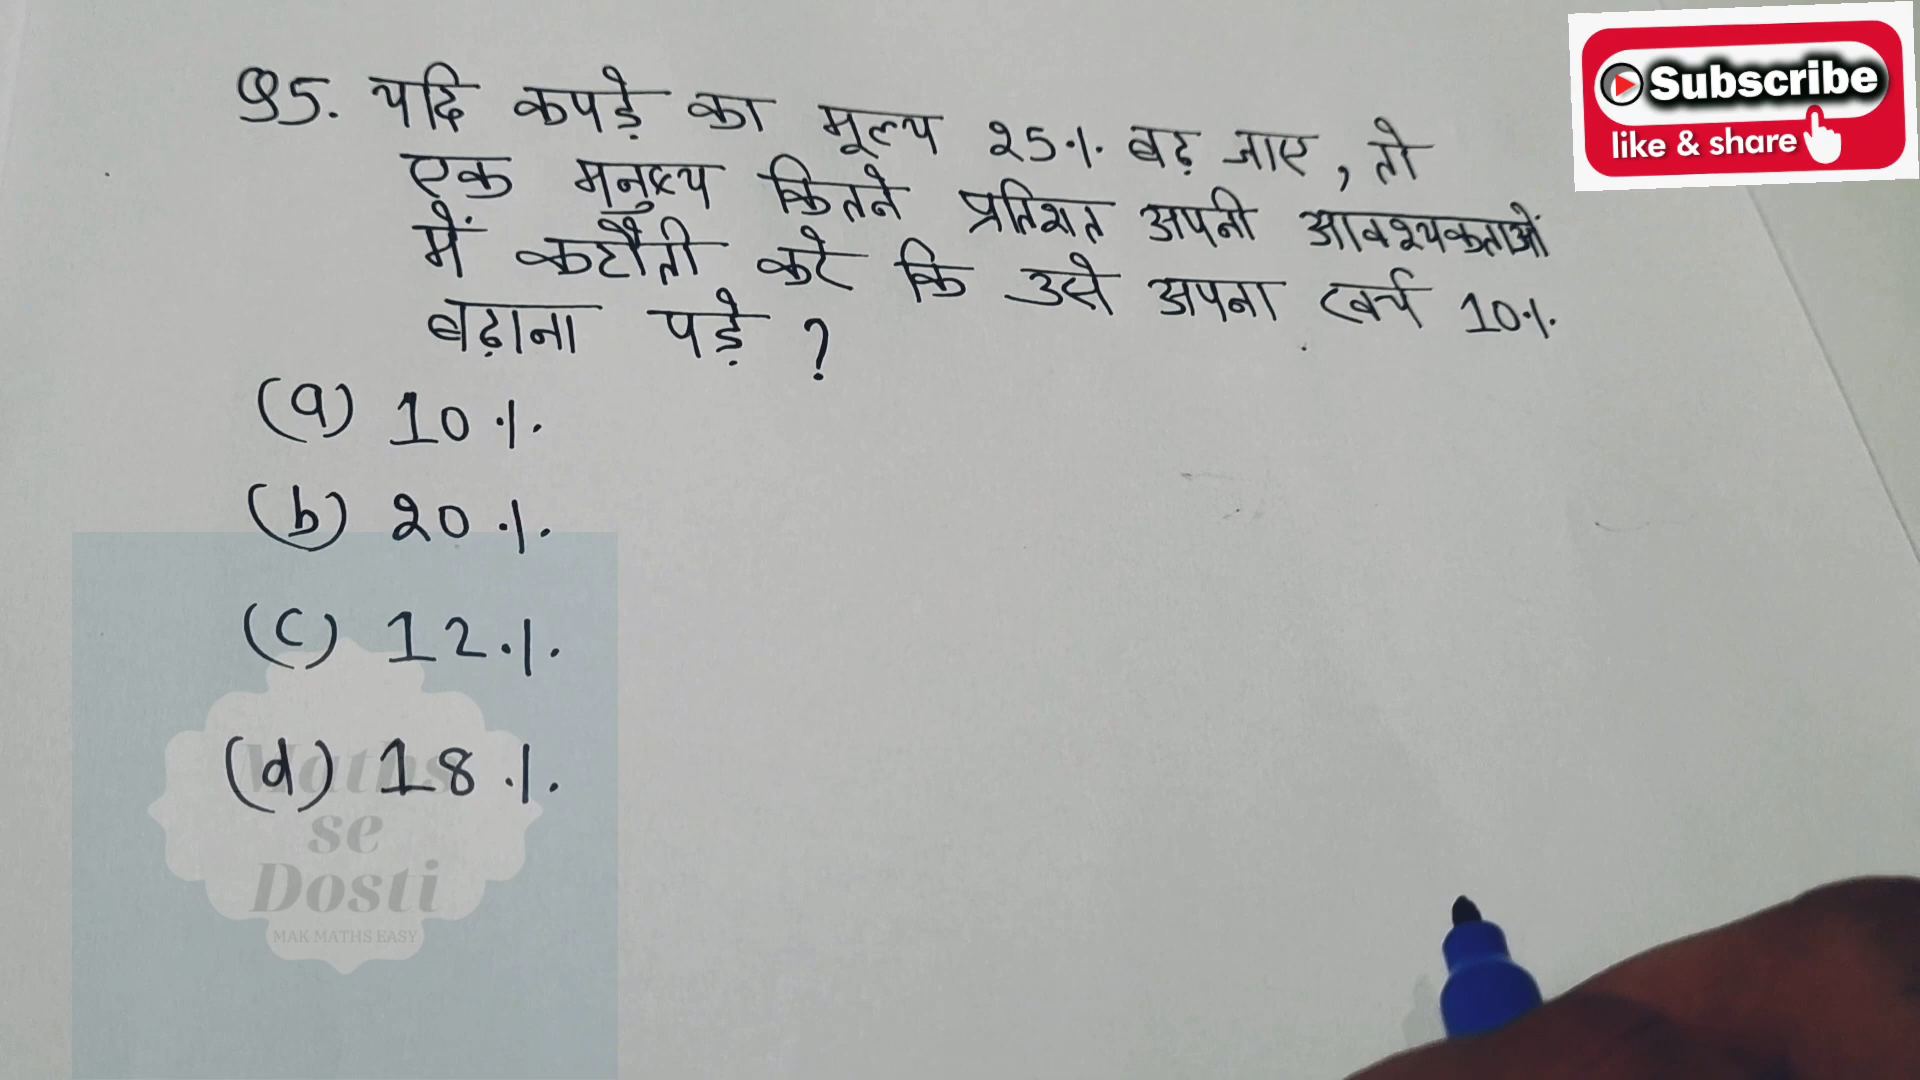 Q5. यदि कपड़े का मूल्य 25% बढ़ जाए, तो
एक मनुष्य कितने प्रतिशत अपनी आवश्यकताओं
में कटौती करे कि उसे अपना खर्च 10%
बढ़ाना पड़े ?
(a) 10 %
(b) 20 %
(c) 12 %
(d) 18 %
Subscribe
like & share
Maths
se
Dosti
MAK MATHS EASY